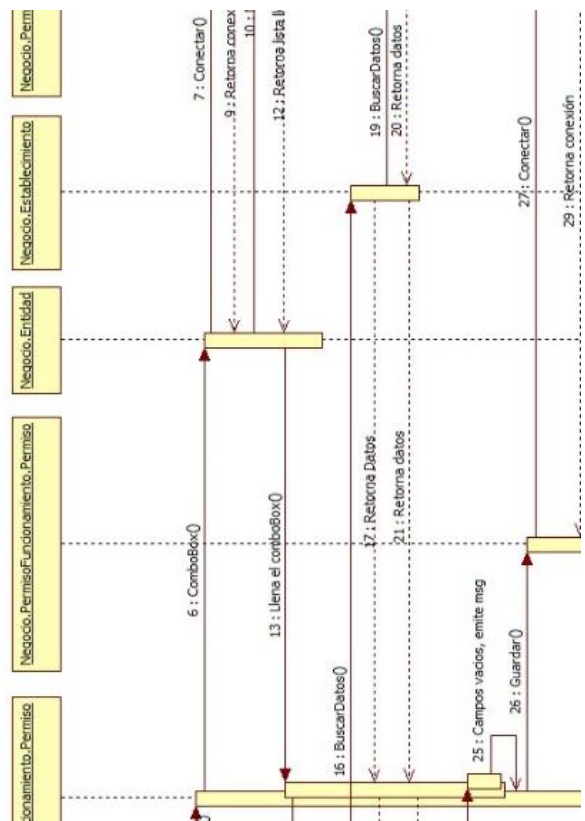 Negocio.Perm
Negocio.Establecimiento
Negocio.Entidad
Negocio.PermisoFuncionamiento.Permiso
cionamiento.Permiso
6 : ComboBox()
7 : Conectar()
9 : Retorna conex
10 :
12 : Retorna lista
13 : Llena el comboBox()
16 : BuscarDatos()
17 : Retorna Datos
19 : BuscarDatos()
20 : Retorna datos
21 : Retorna datos
25 : Campos vacios, emite msg
26 : Guardar()
27 : Conectar()
29 : Retorna conexión